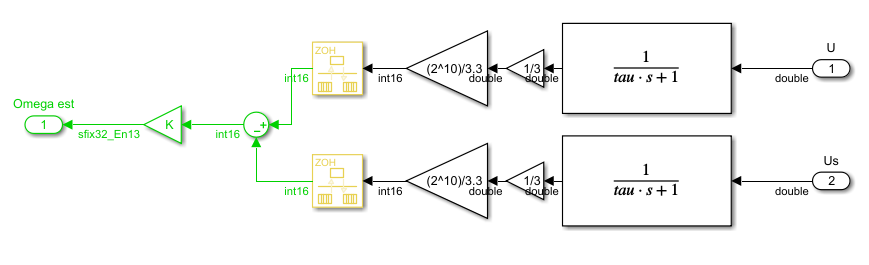 U
ZOH
1
tau · s + 1
(2^10)/3.3
1/3
1
int16
int16
double
double
double
Omega est
1
K
sfix32_En13
int16
− +
Us
ZOH
1
tau · s + 1
(2^10)/3.3
1/3
2
int16
int16
double
double
double